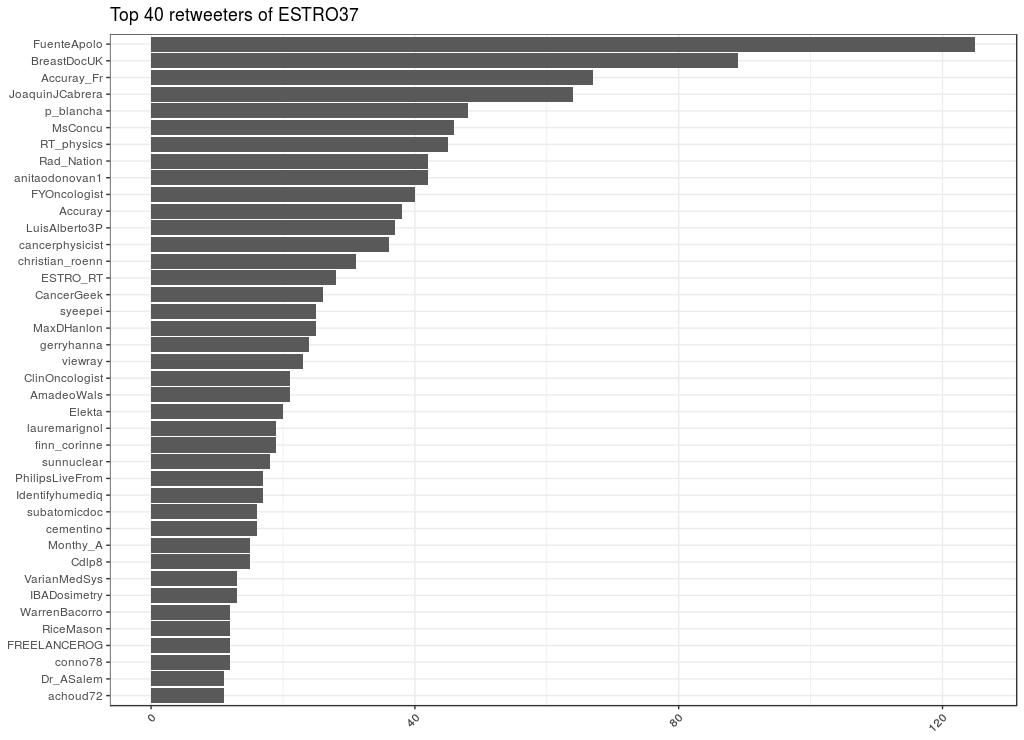 Top 40 retweeters of ESTRO37
FuenteApolo
BreastDocUK
Accuray_Fr
JoaquinJCabrera
p_blancha
MsConcu
RT_physics
Rad_Nation
anitaodonovan1
FYOncologist
Accuray
LuisAlberto3P
cancerphysicist
christian_roenn
ESTRO_RT
CancerGeek
syeepei
MaxDHanlon
gerryhanna
viewray
ClinOncologist
AmadeoWals
Elekta
lauremarignol
finn_corinne
sunnuclear
PhilipsLiveFrom
Identifyhumediq
subatomicdoc
cementino
Monthy_A
Cdlp8
VarianMedSys
IBADosimetry
WarrenBacorro
RiceMason
FREELANCEROG
conno78
Dr_ASalem
achoud72
0 40 80 120